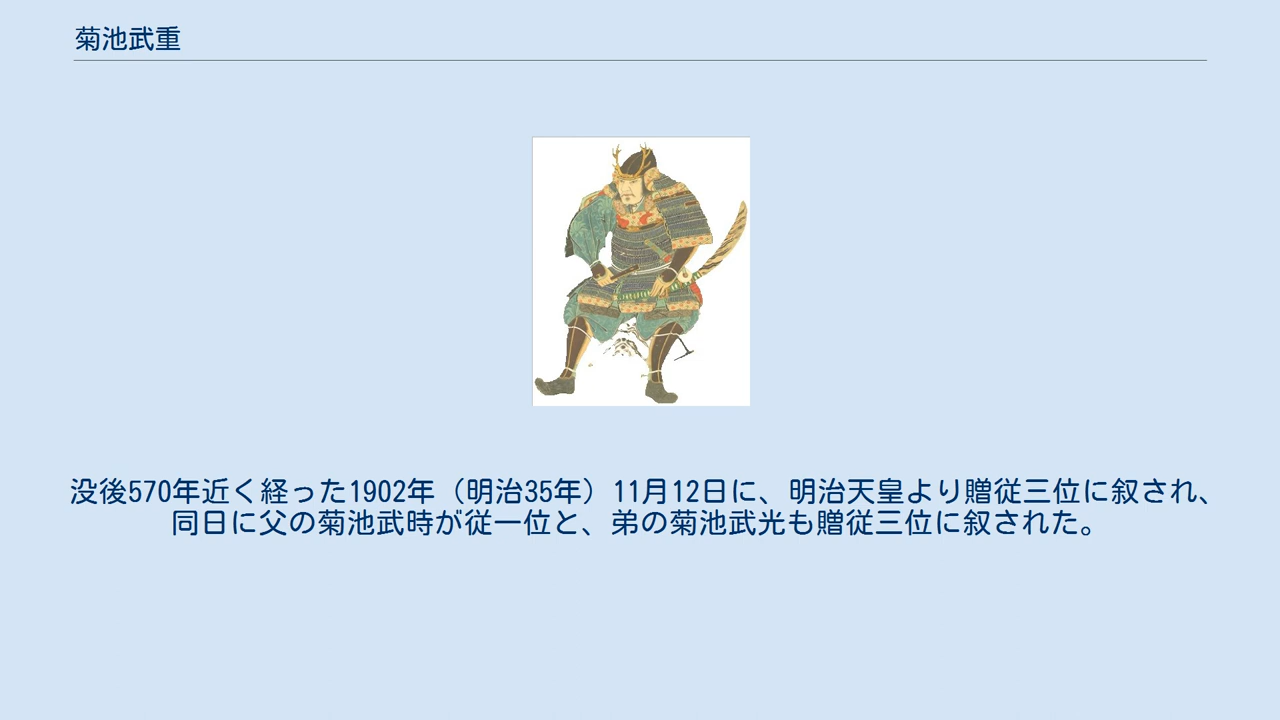 菊池武重
没後570年近く経った1902年（明治35年）11月12日に、明治天皇より贈従三位に叙され、
同日に父の菊池武時が従一位と、弟の菊池武光も贈従三位に叙された。